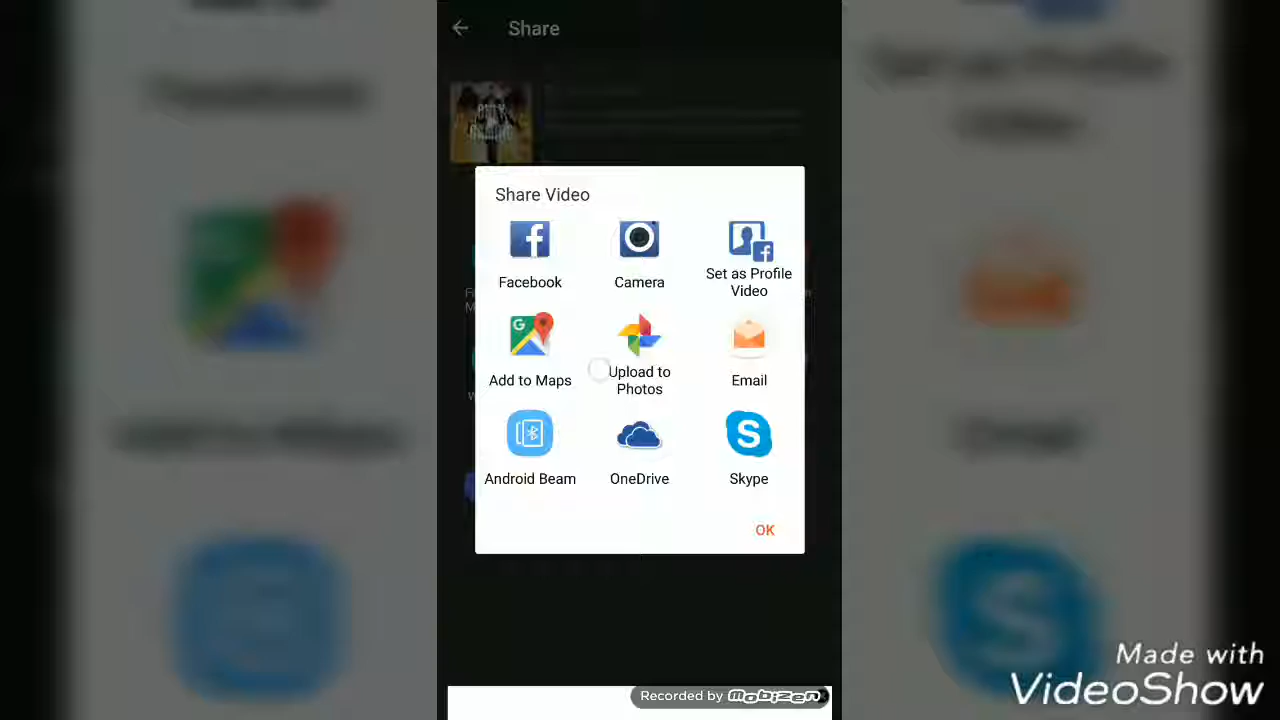 Share
Share Video
Facebook
Camera
Set as Profile
Video
Add to Maps
Upload to
Photos
Email
Android Beam
OneDrive
Skype
OK
Recorded by mobizen
Made with
VideoShow